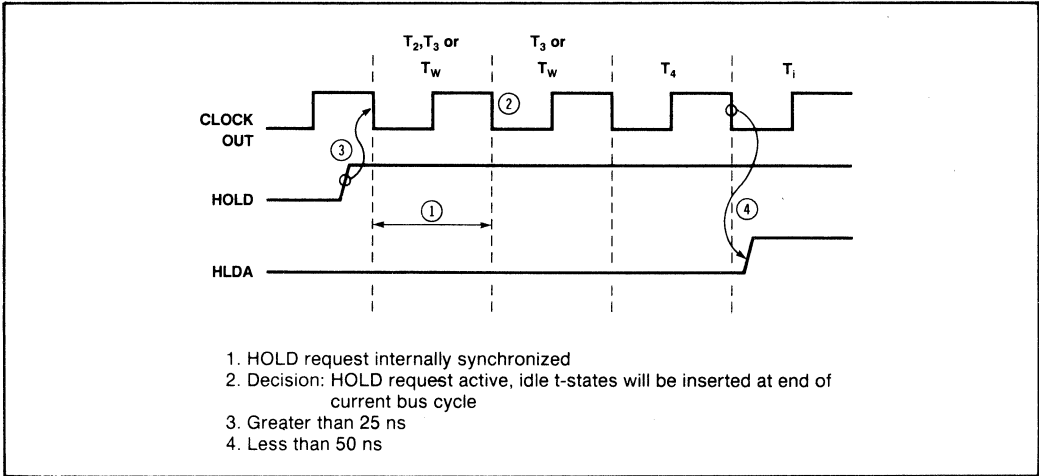 T2,T3 or
TW
T3 or
TW
T4
Ti
CLOCK
OUT
2
3
HOLD
1
4
HLDA
1. HOLD request internally synchronized
2. Decision: HOLD request active, idle t-states will be inserted at end of
current bus cycle
3. Greater than 25 ns
4. Less than 50 ns